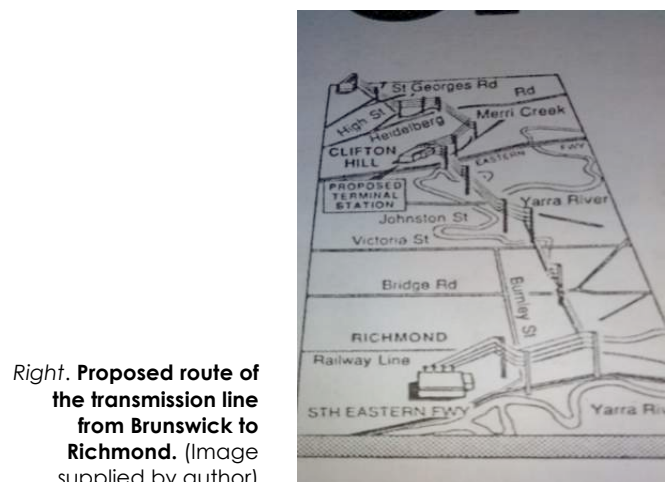 Right. Proposed route of
the transmission line
from Brunswick to
Richmond. (Image
supplied by author)
St Georges Rd
Rd
High St
Heidelberg
Merri Creek
CLIFTON
HILL
EASTERN FWY
PROPOSED
TERMINAL
STATION
Yarra River
Johnston St
Victoria St
Bridge Rd
Burnley St
RICHMOND
Railway Line
STH EASTERN FWY
Yarra Riv